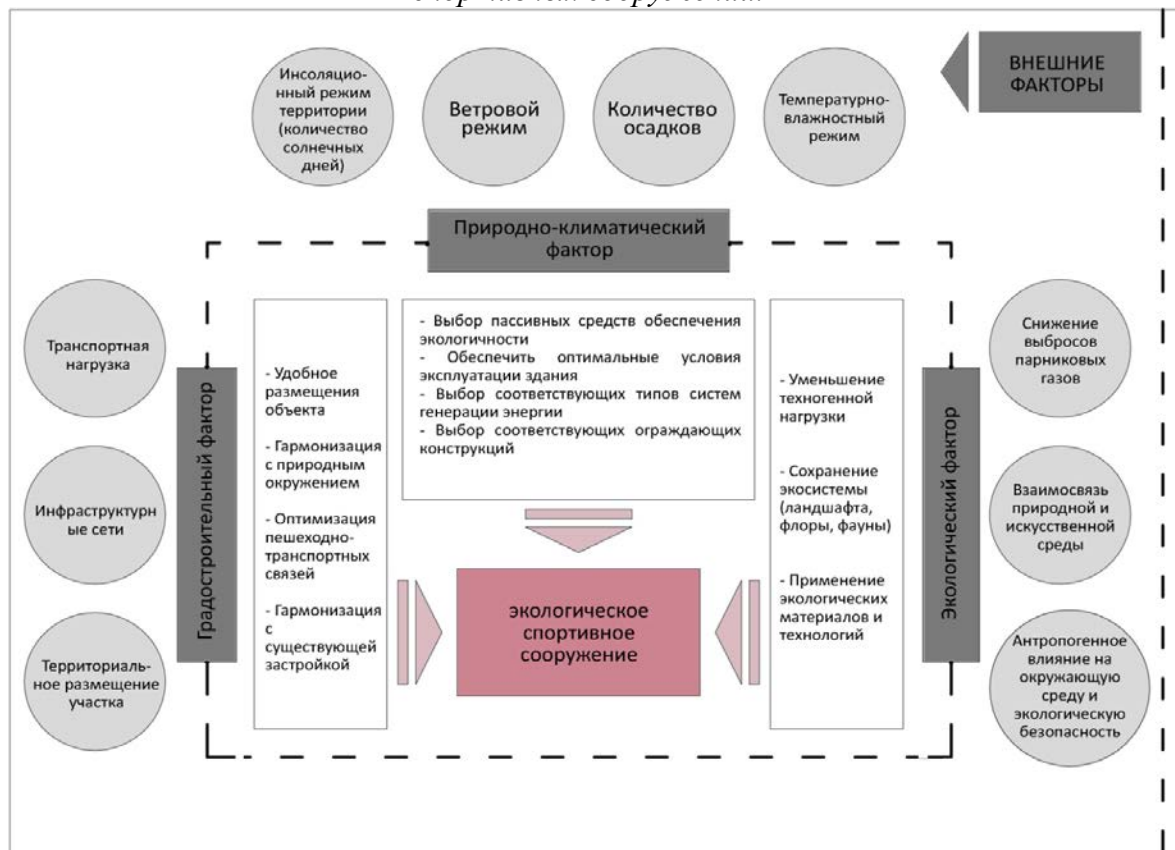 Инсоляцио-
нный режим
территории
(количество
солнечных
дней)
Ветровой
режим
Количество
осадков
Температурно-
влажностный
режим
ВНЕШНИЕ
ФАКТОРЫ
Природно-климатический
фактор
Транспортная
нагрузка
Инфраструктурн
ые сети
Территориаль-
ное размещение
участка
Градостроительный фактор
- Удобное
размещения
объекта
- Гармонизация
с природным
окружением
- Оптимизация
пешеходно-
транспортных
связей
- Гармонизация
с
существующей
застройкой
- Выбор пассивных средств обеспечения
экологичности
- Обеспечить оптимальные условия
эксплуатации здания
- Выбор соответствующих типов систем
генерации энергии
- Выбор соответствующих ограждающих
конструкций
экологическое
спортивное
сооружение
- Уменьшение
техногенной
нагрузки
- Сохранение
экосистемы
(ландшафта,
флоры, фауны)
- Применение
экологических
материалов и
технологий
Экологический фактор
Снижение
выбросов
парниковых
газов
Взаимосвязь
природной и
искусственной
среды
Антропогенное
влияние на
окружающую
среду и
экологическую
безопасность